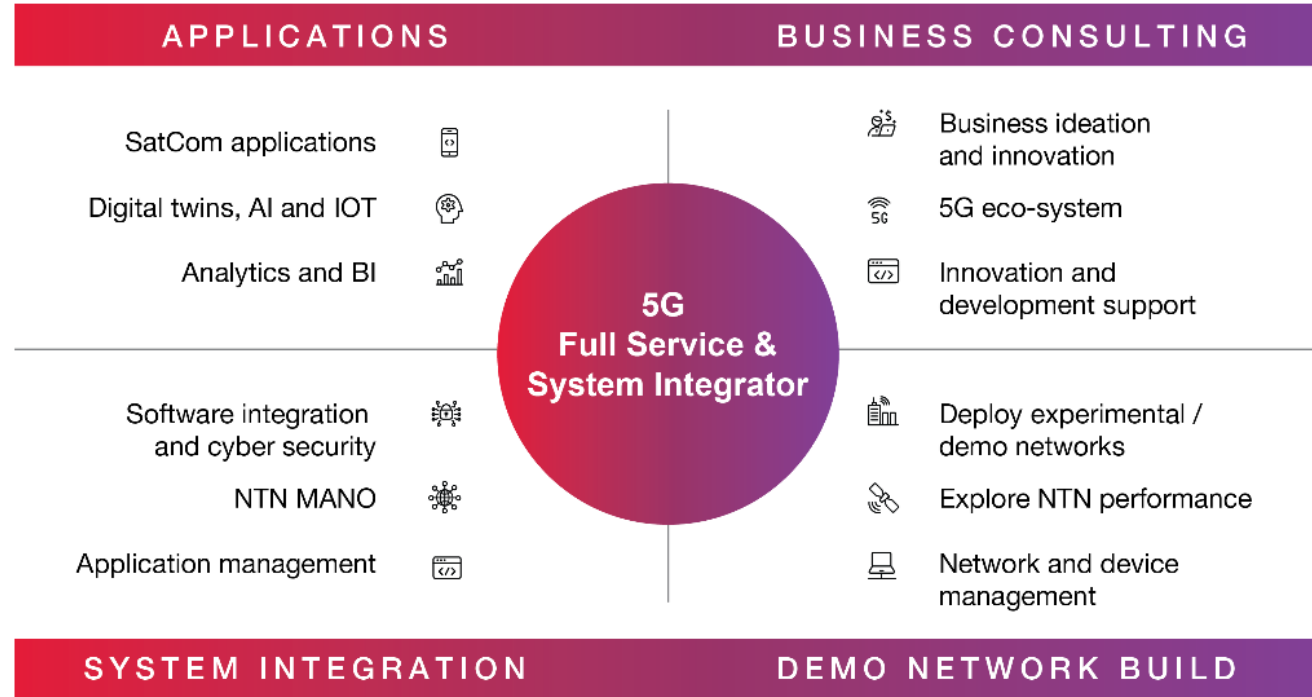 APPLICATIONS
BUSINESS CONSULTING
SatCom applications
Digital twins, AI and IOT
Analytics and BI
Business ideation
and innovation
5G
5G eco-system
Innovation and
development support
5G
Full Service &
System Integrator
Software integration
and cyber security
NTN MANO
Application management
Deploy experimental /
demo networks
Explore NTN performance
Network and device
management
SYSTEM INTEGRATION
DEMO NETWORK BUILD